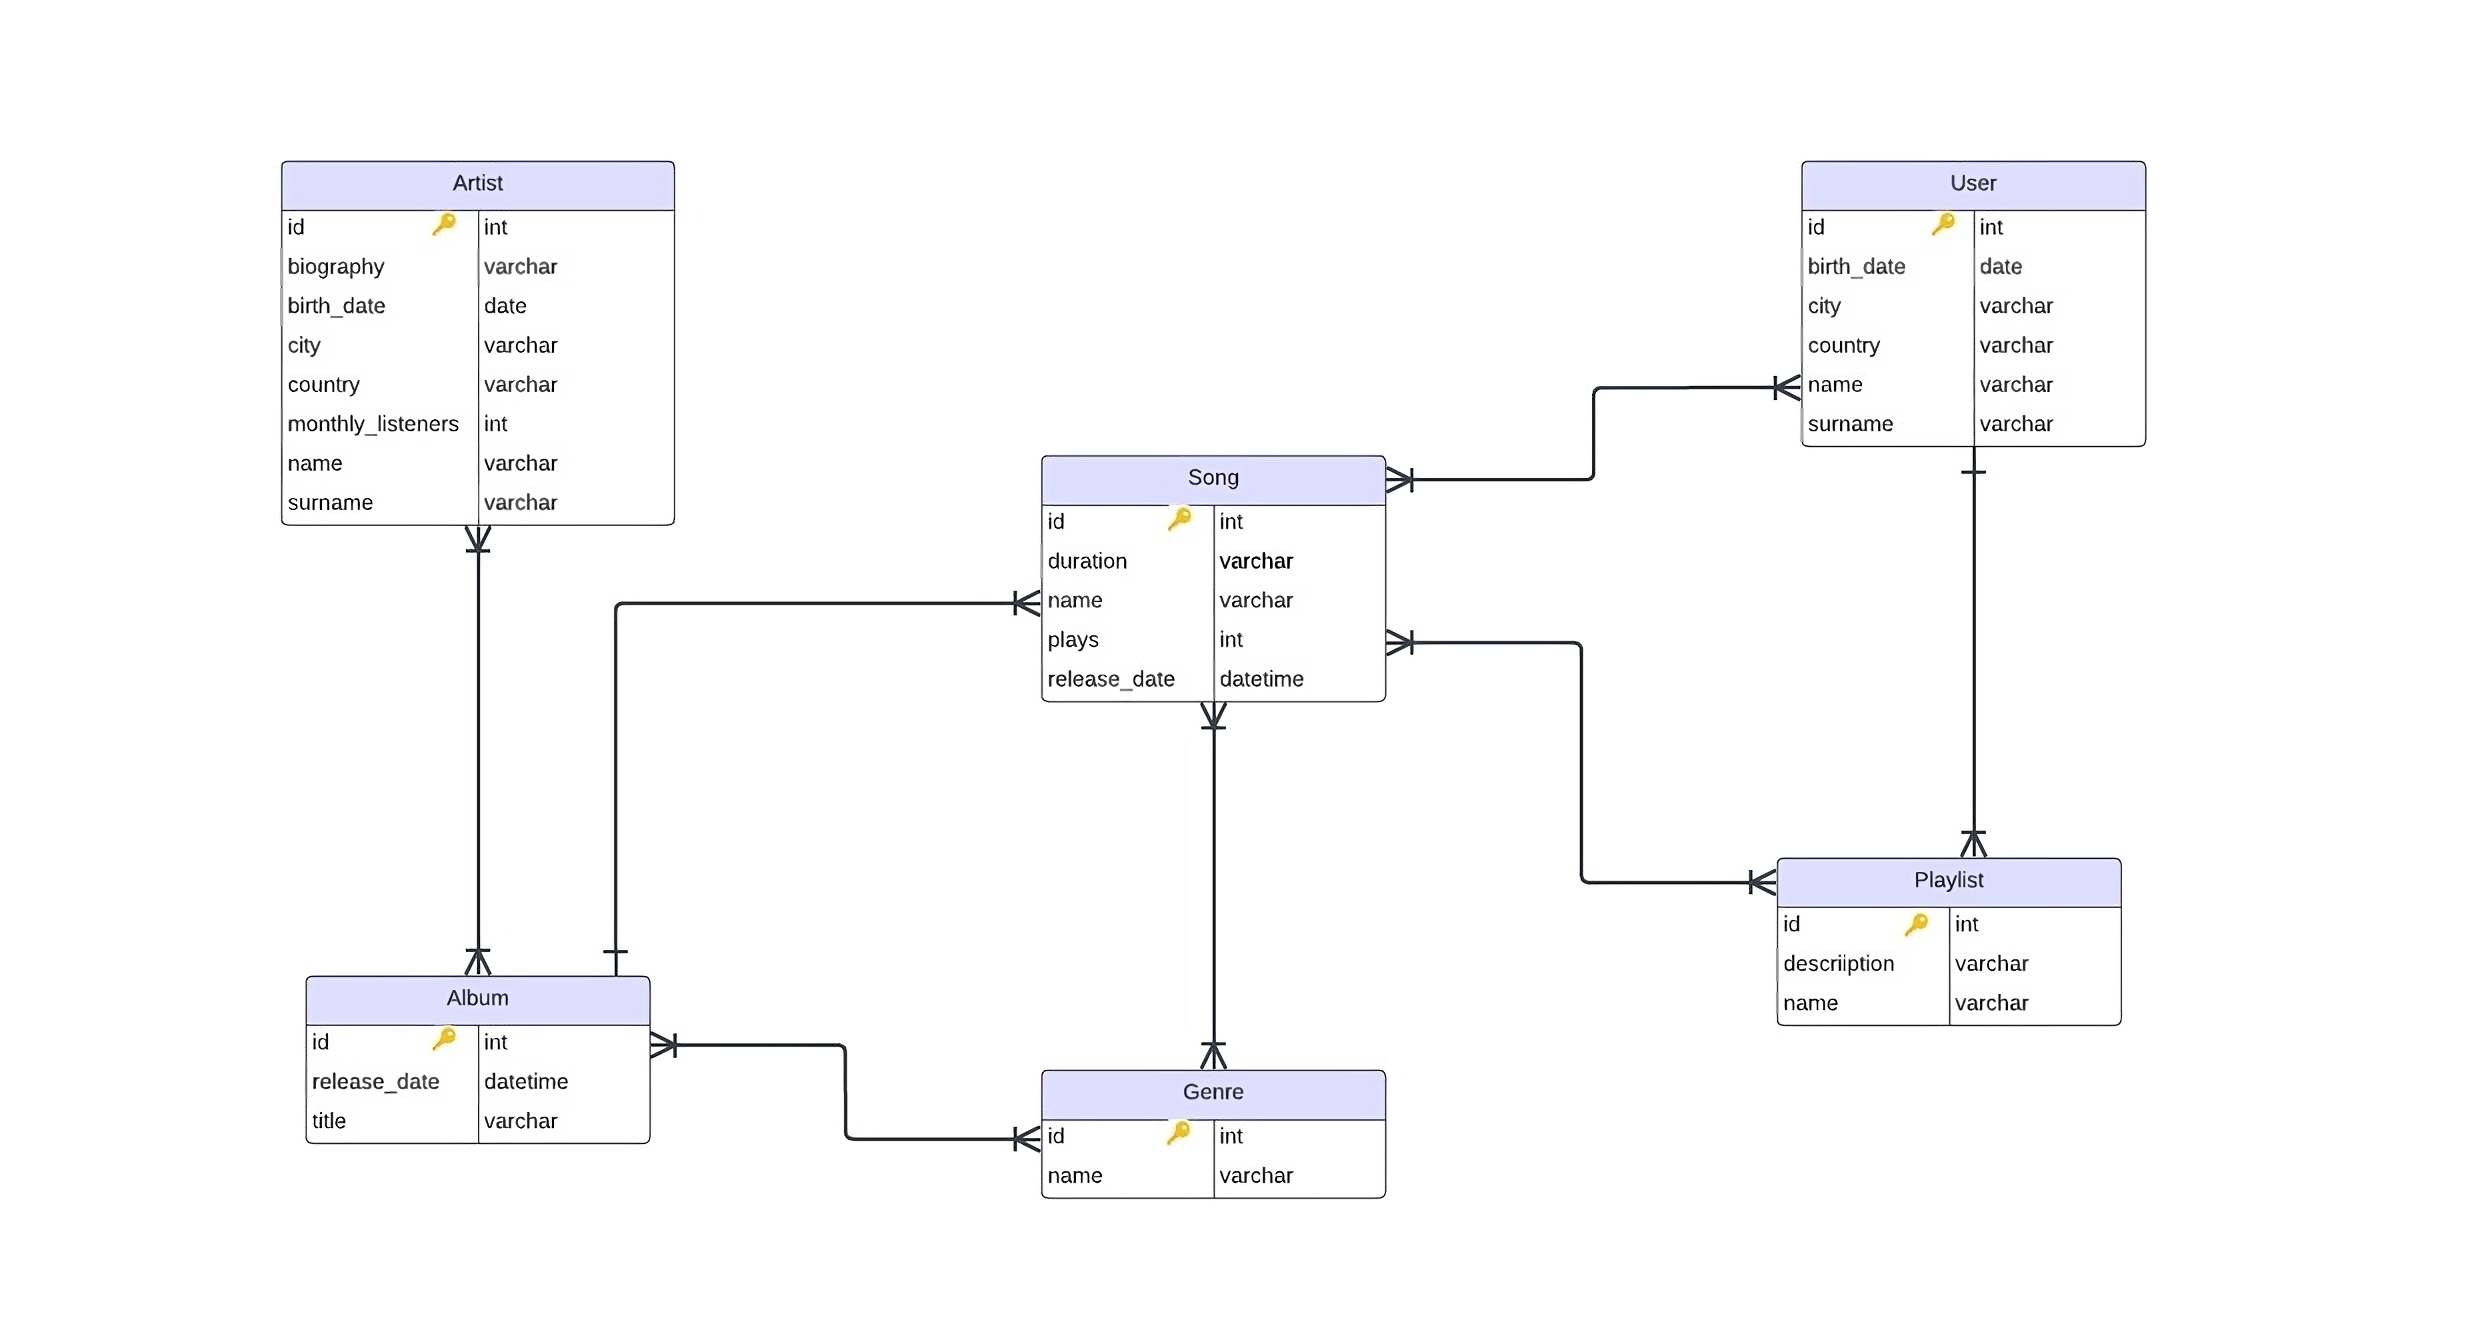 Artist
id int
biography varchar
birth_date date
city varchar
country varchar
monthly_listeners int
name varchar
surname varchar
User
id int
birth_date date
city varchar
country varchar
name varchar
surname varchar
Song
id int
duration varchar
name varchar
plays int
release_date datetime
Playlist
id int
descriiption varchar
name varchar
Album
id int
release_date datetime
title varchar
Genre
id int
name varchar